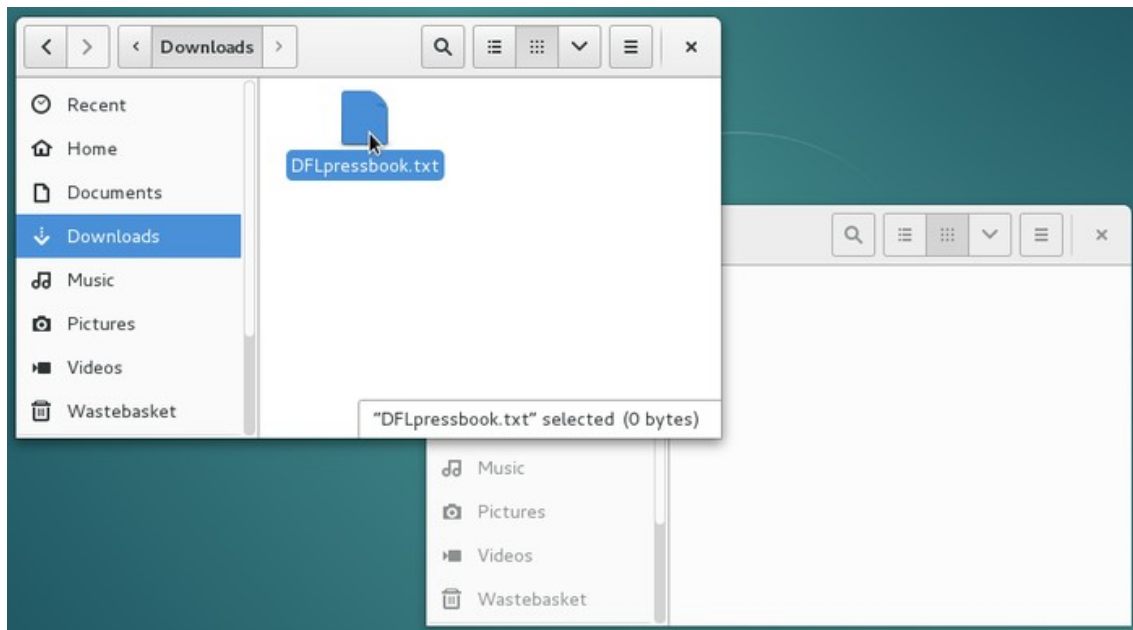 Downloads
Recent
Home
Documents
Downloads
Music
Pictures
Videos
Wastebasket
DFLpressbook.txt
"DFLpressbook.txt" selected (0 bytes)
Music
Pictures
Videos
Wastebasket